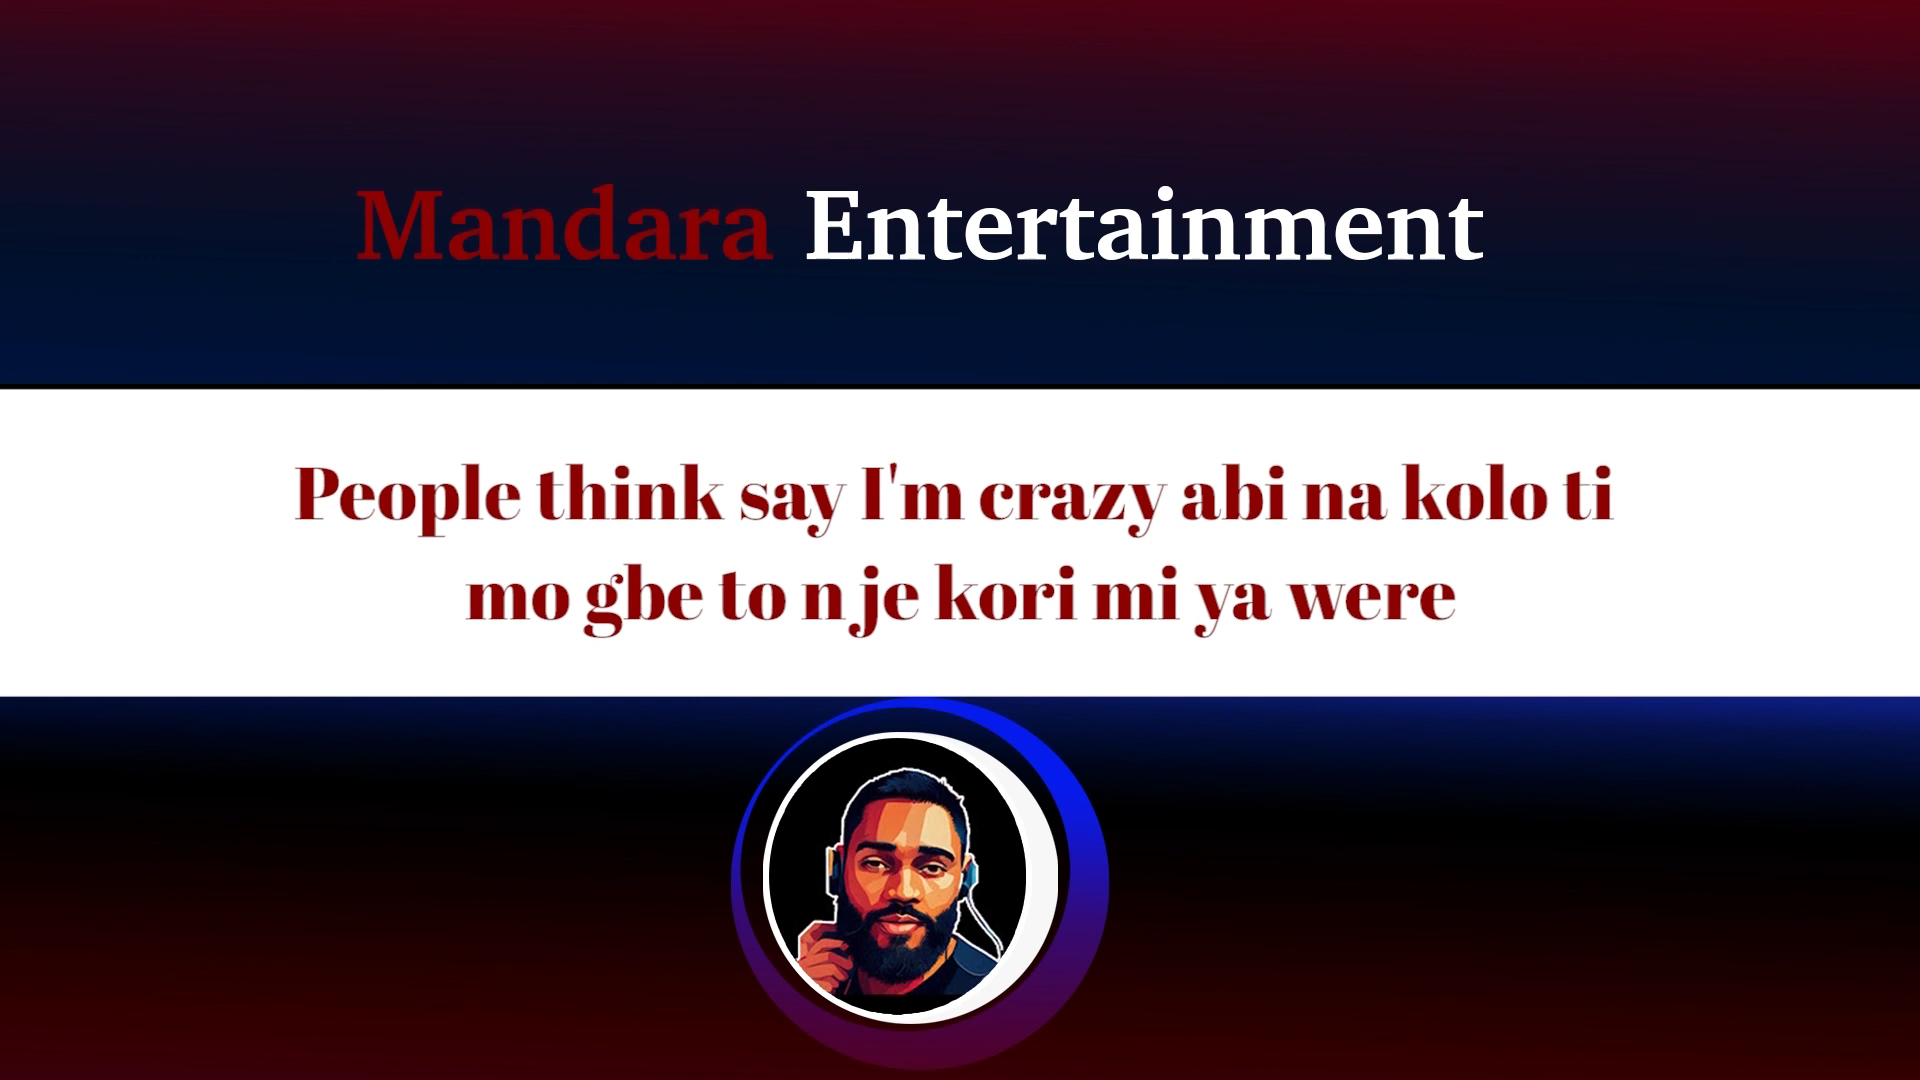 Mandara Entertainment
People think say I'm crazy abi na kolo ti
mo gbe to n je kori mi ya were